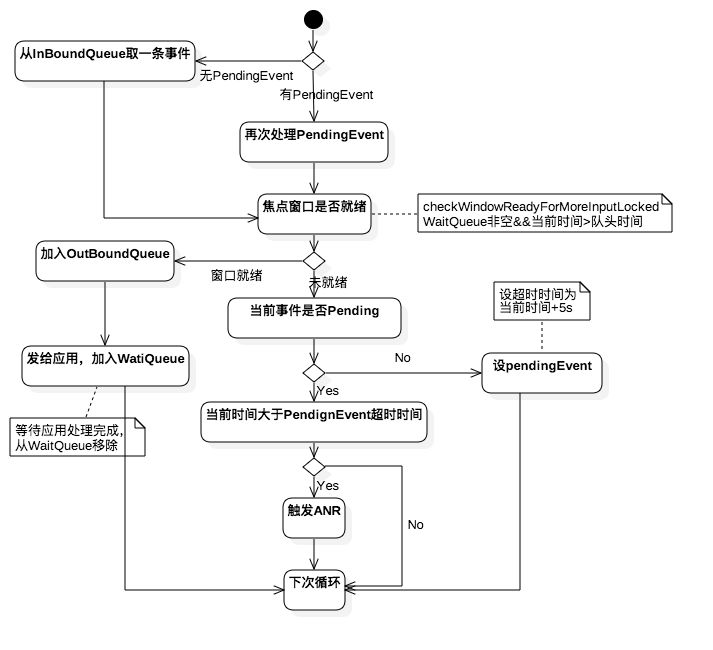 从InBoundQueue取一条事件
无PendingEvent
有PendingEvent
再次处理PendingEvent
焦点窗口是否就绪
checkWindowReadyForMoreInputLocked
WaitQueue非空&&当前时间>队头时间
加入OutBoundQueue
窗口就绪
未就绪
设超时时间为
当前时间+5s
当前事件是否Pending
发给应用，加入WatiQueue
No
设pendingEvent
Yes
等待应用处理完成，
从WaitQueue移除
当前时间大于PendignEvent超时时间
Yes
触发ANR
No
下次循环